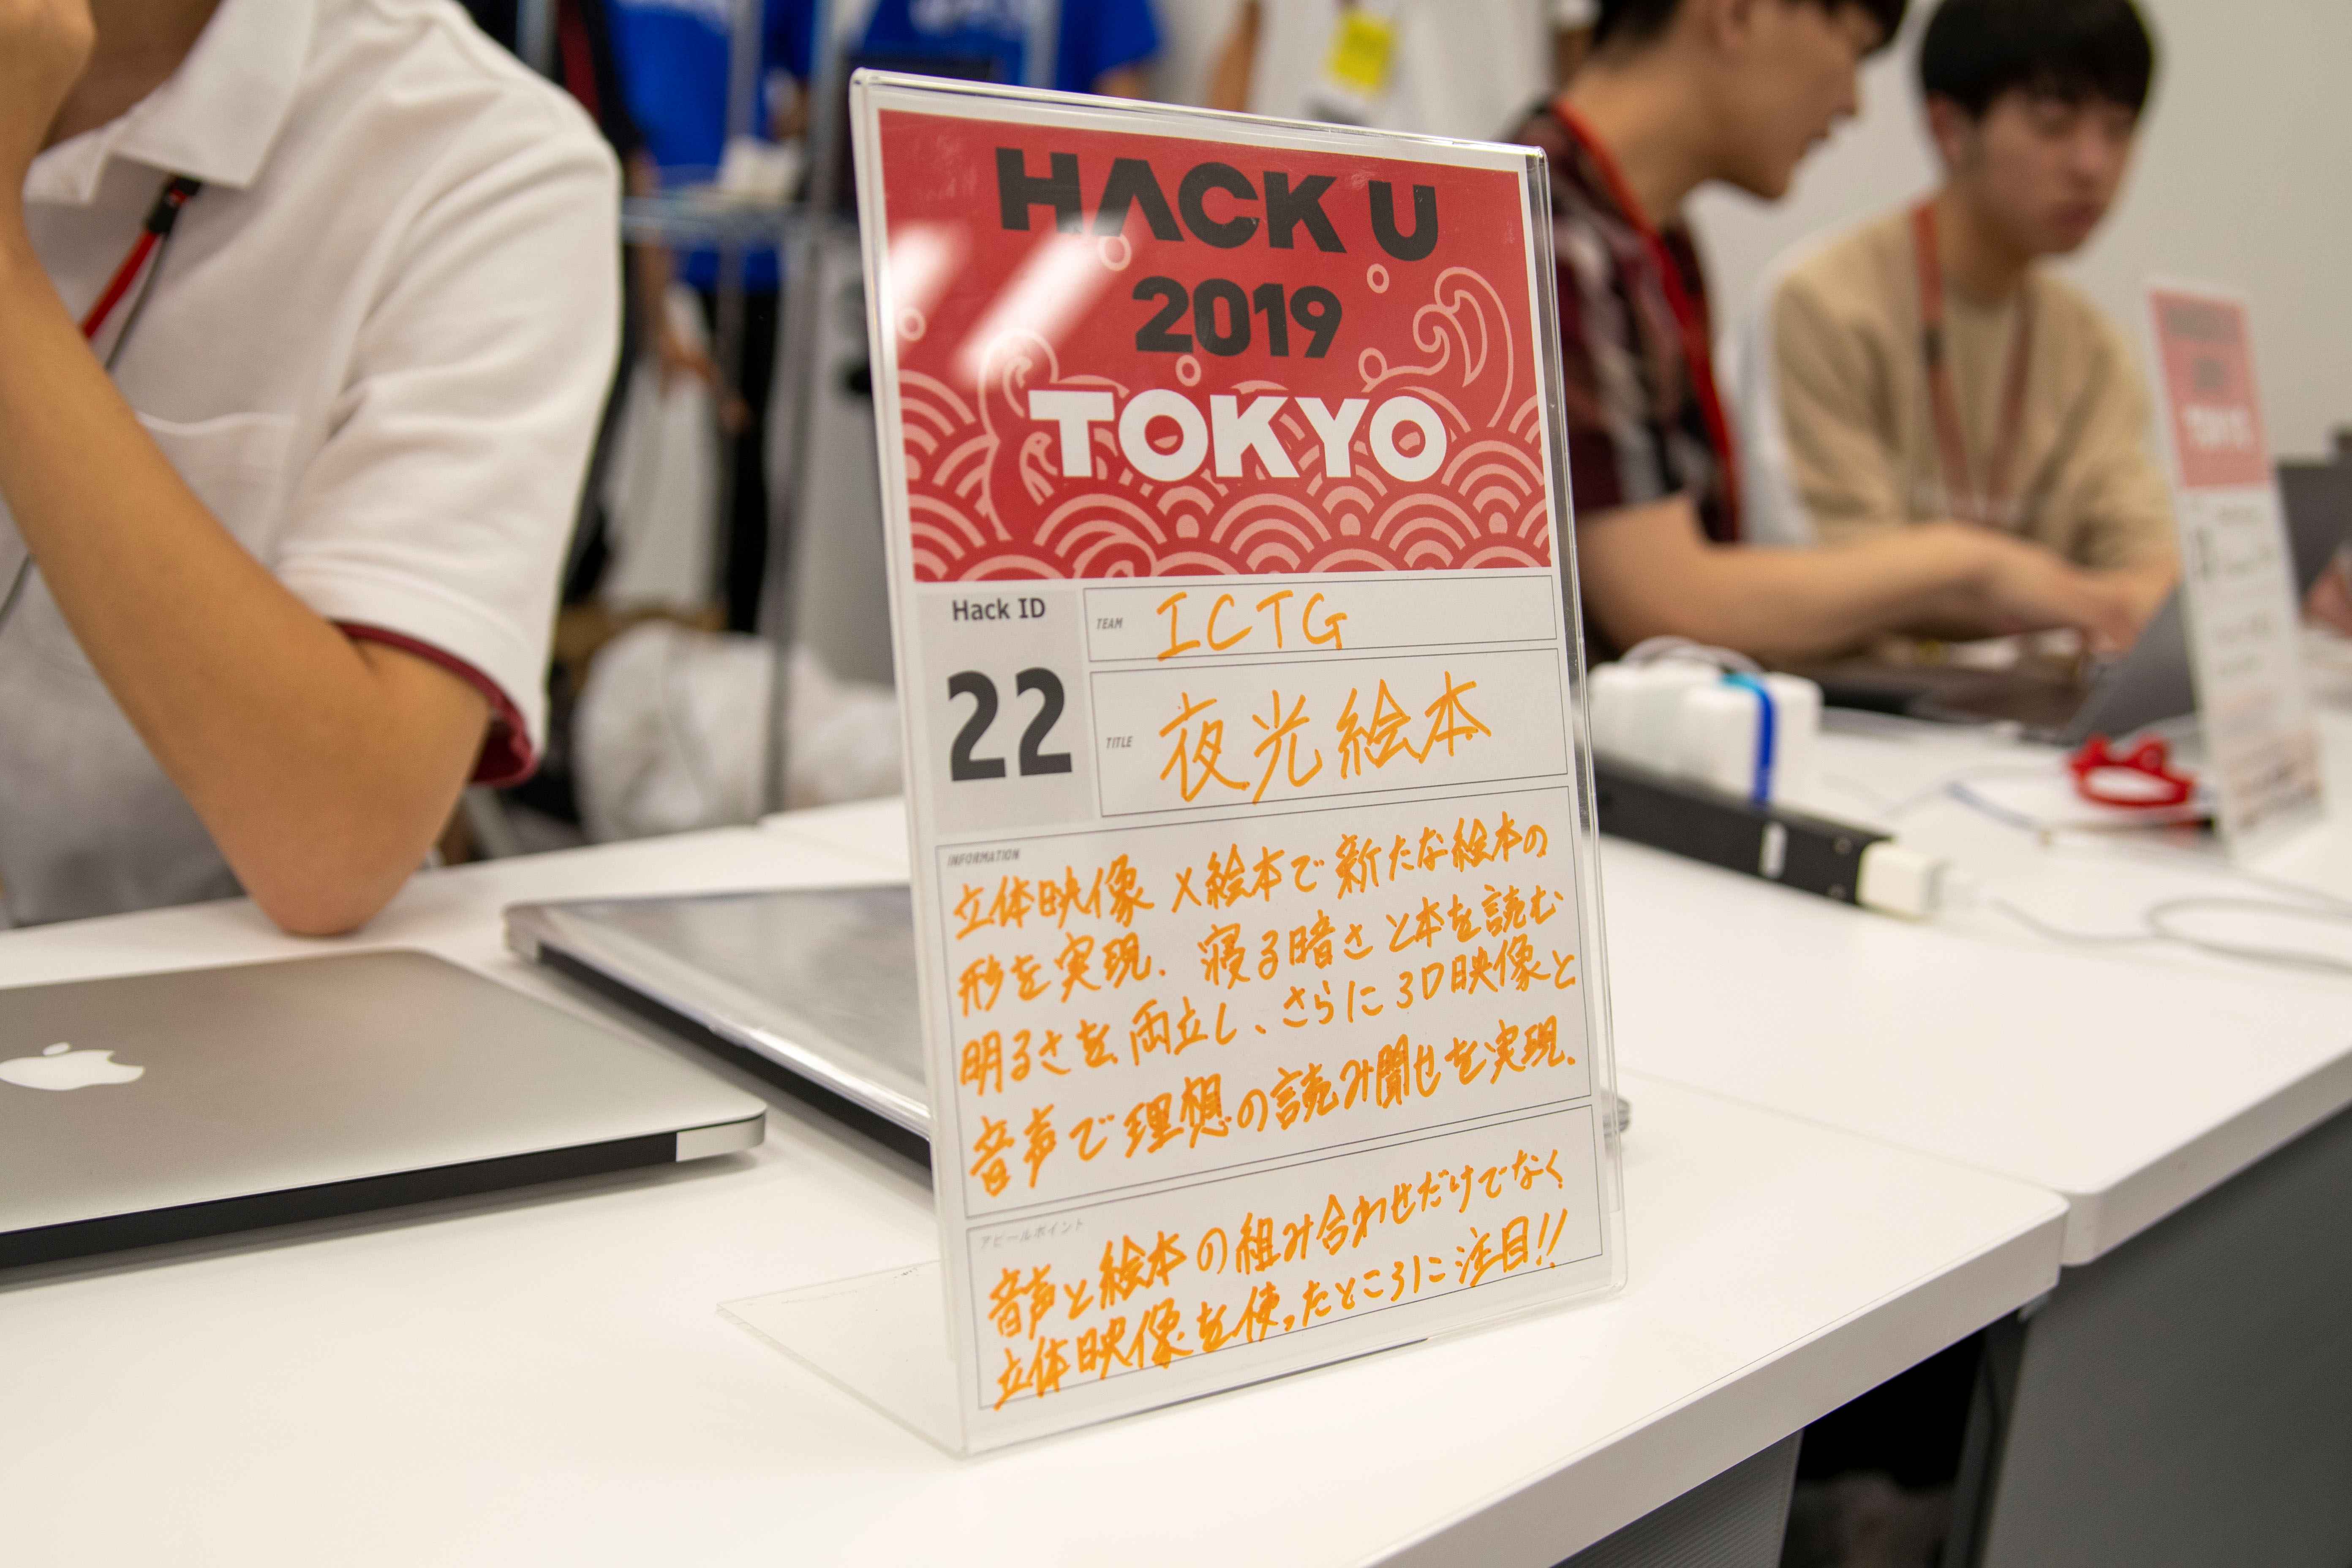 HACK U
2019
TOKYO
Hack ID
22
TEAM
ICTG
TITLE
夜光絵本
INFORMATION
立体映像×絵本で新たな絵本の
形を実現. 寝る暗さと本を読む
明るさを両立し、さらに3D映像と
音声で理想の読み聞せを実現.
アピールポイント
音声と絵本の組み合わせだけでなく
立体映像を使ったところに注目!!